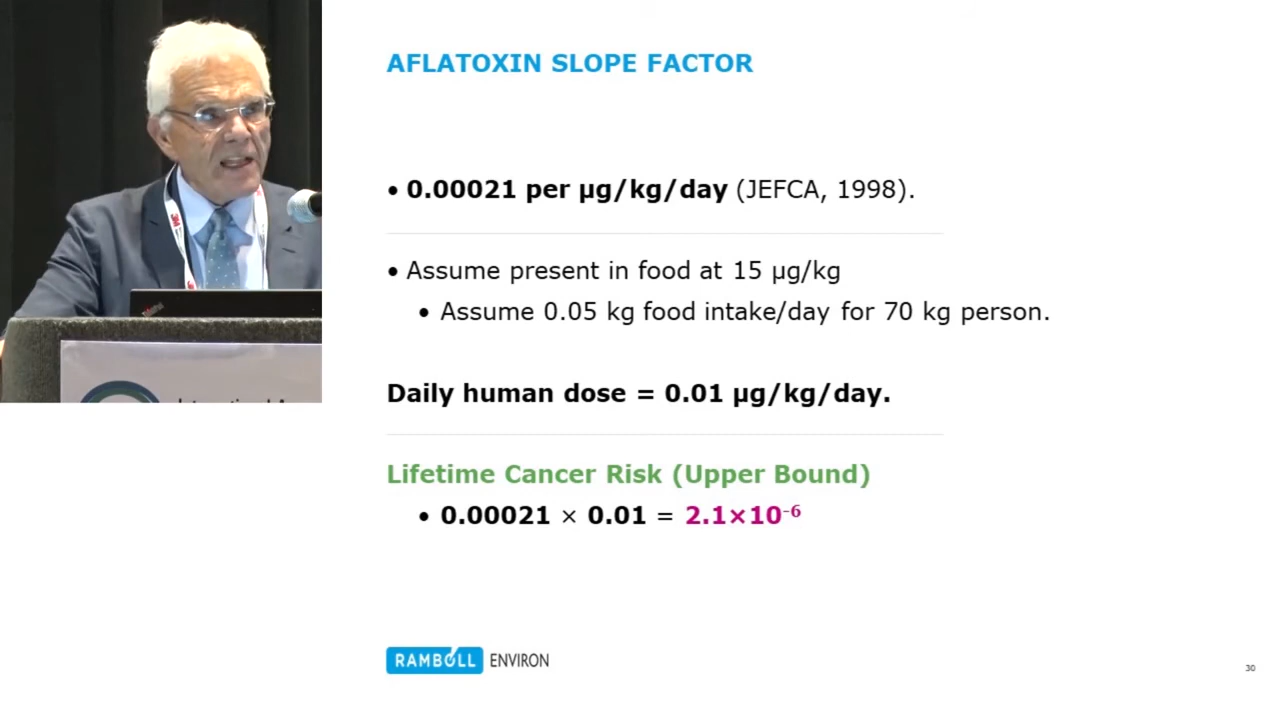 AFLATOXIN SLOPE FACTOR
• 0.00021 per µg/kg/day (JEFCA, 1998).
• Assume present in food at 15 µg/kg
• Assume 0.05 kg food intake/day for 70 kg person.
Daily human dose = 0.01 µg/kg/day.
Lifetime Cancer Risk (Upper Bound)
• 0.00021 × 0.01 = 2.1×10⁻⁶
RAMBOLL ENVIRON
30
3M